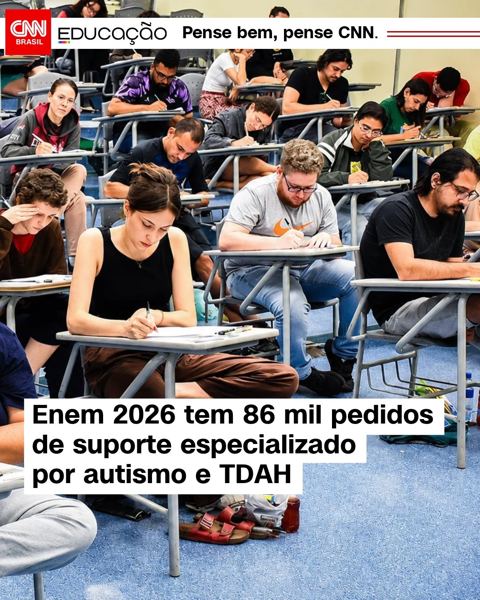 CNN
BRASIL
EDUCAÇÃO
Pense bem, pense CNN.
Enem 2026 tem 86 mil pedidos
de suporte especializado
por autismo e TDAH